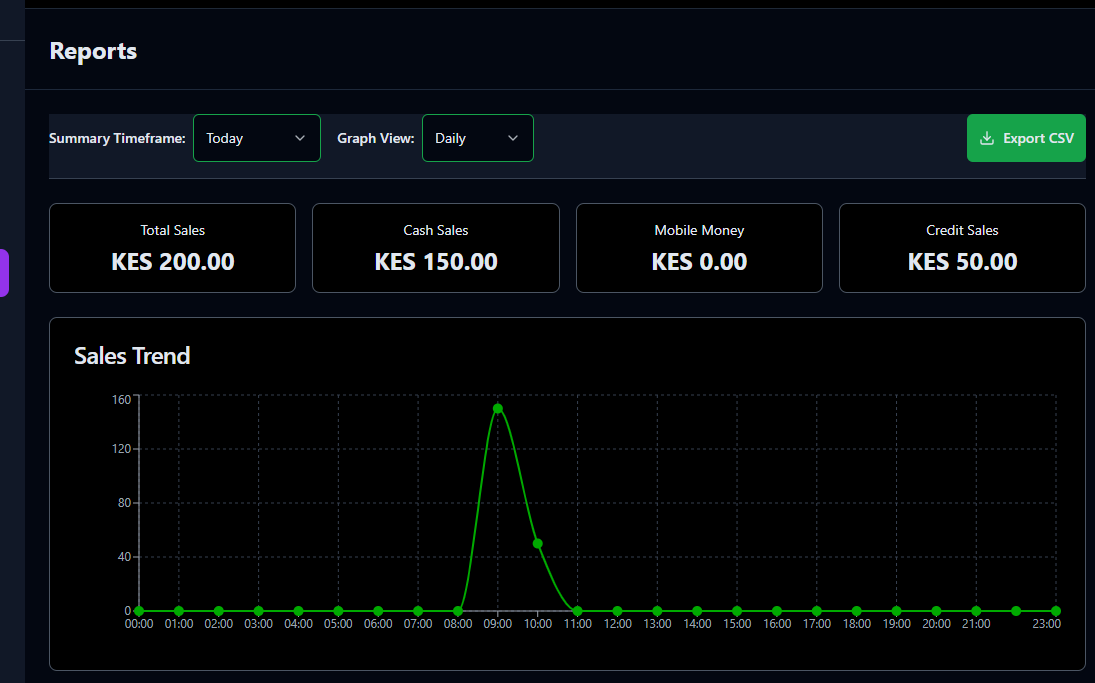 Reports
Summary Timeframe: Today Graph View: Daily Export CSV
Total Sales
KES 200.00
Cash Sales
KES 150.00
Mobile Money
KES 0.00
Credit Sales
KES 50.00
Sales Trend
160
120
80
40
0
00:00 01:00 02:00 03:00 04:00 05:00 06:00 07:00 08:00 09:00 10:00 11:00 12:00 13:00 14:00 15:00 16:00 17:00 18:00 19:00 20:00 21:00 23:00